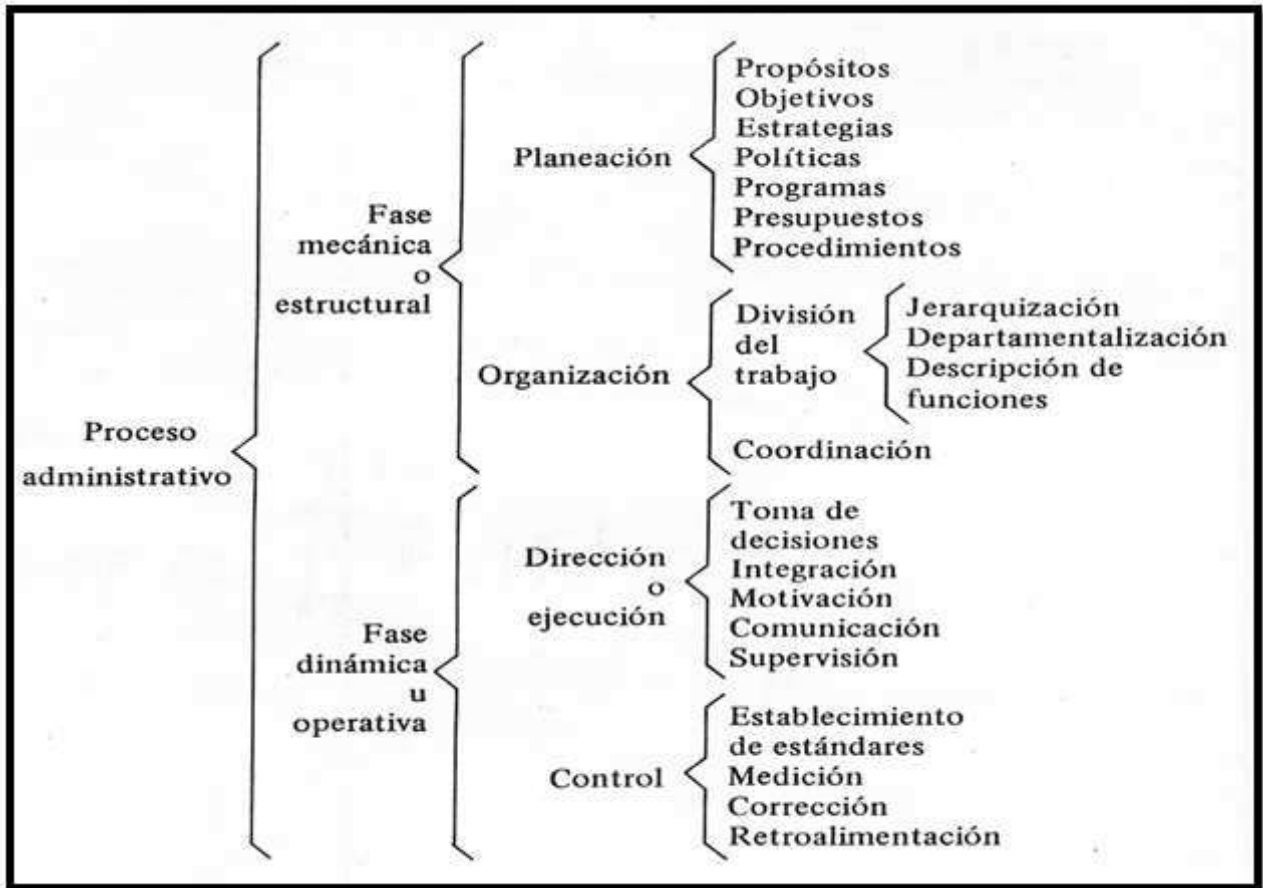 Proceso
administrativo
Fase
mecánica
o
estructural
Planeación
Propósitos
Objetivos
Estrategias
Políticas
Programas
Presupuestos
Procedimientos
Organización
División
del
trabajo
Jerarquización
Departamentalización
Descripción de
funciones
Coordinación
Fase
dinámica
u
operativa
Dirección
o
ejecución
Toma de
decisiones
Integración
Motivación
Comunicación
Supervisión
Control
Establecimiento
de estándares
Medición
Corrección
Retroalimentación